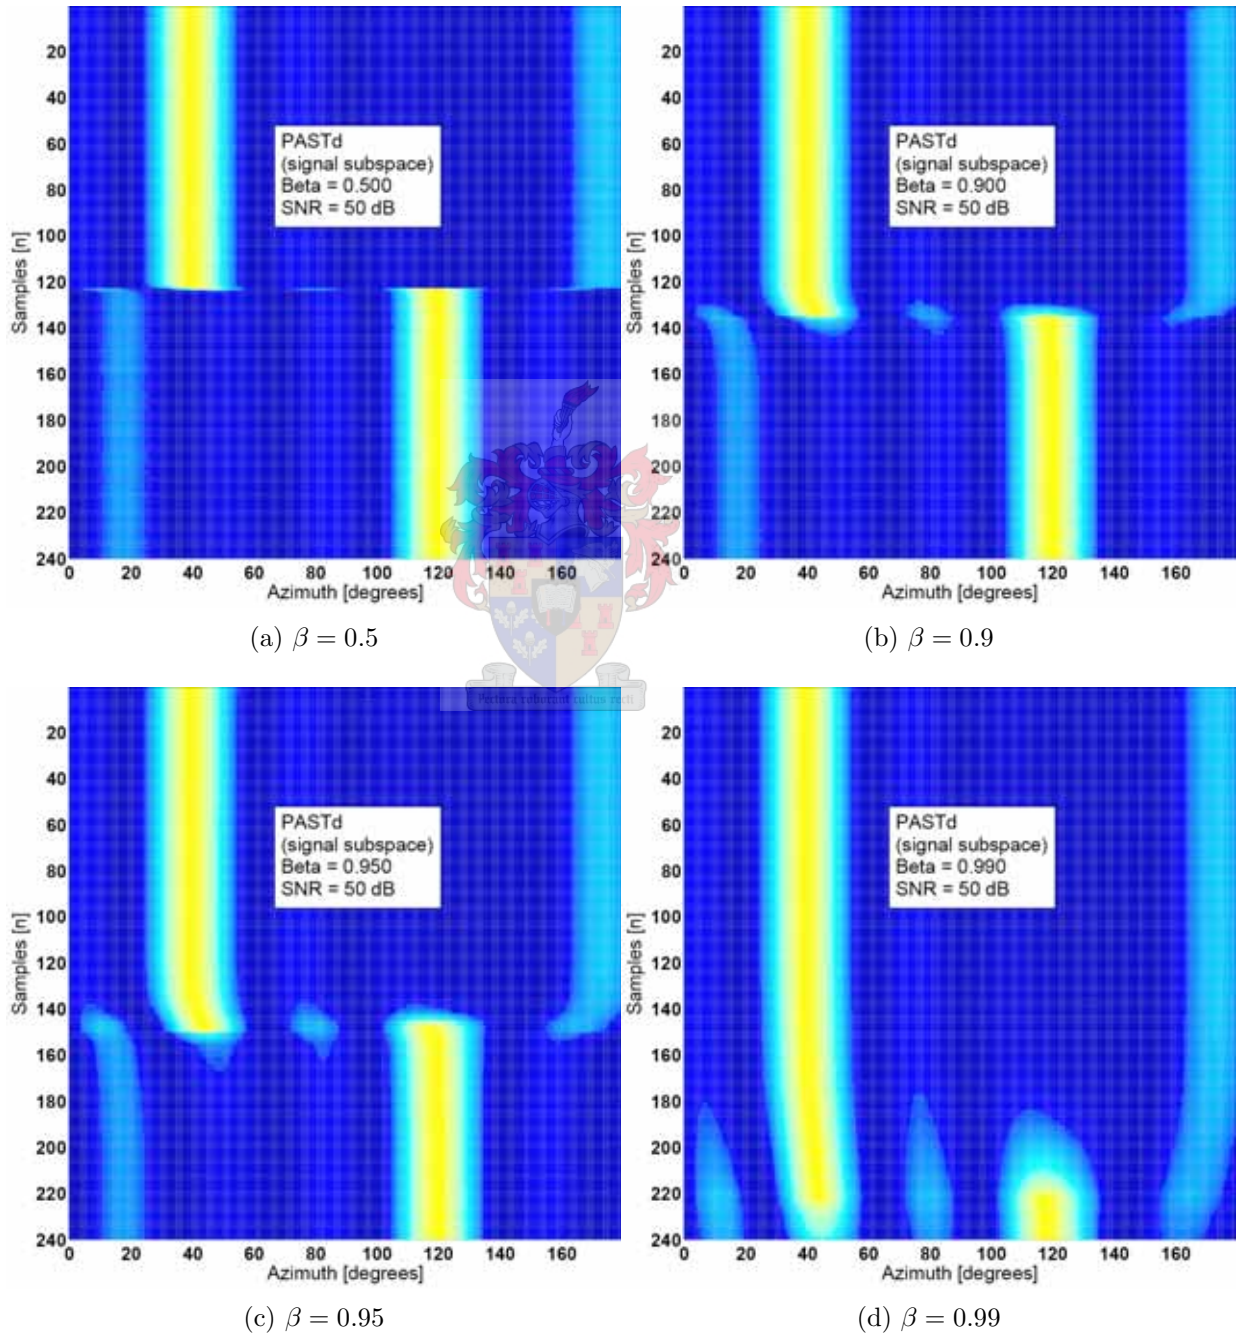 20
40
60
80
100
120
140
160
180
200
220
240
Samples [n]
PASTd
(signal subspace)
Beta = 0.500
SNR = 50 dB
0 20 40 60 80 100 120 140 160
Azimuth [degrees]
(a) β = 0.5
20
40
60
80
100
120
140
160
180
200
220
240
Samples [n]
PASTd
(signal subspace)
Beta = 0.900
SNR = 50 dB
0 20 40 60 80 100 120 140 160
Azimuth [degrees]
(b) β = 0.9
Pectora roborant cultus recti
20
40
60
80
100
120
140
160
180
200
220
240
Samples [n]
PASTd
(signal subspace)
Beta = 0.950
SNR = 50 dB
0 20 40 60 80 100 120 140 160
Azimuth [degrees]
(c) β = 0.95
20
40
60
80
100
120
140
160
180
200
220
240
Samples [n]
PASTd
(signal subspace)
Beta = 0.990
SNR = 50 dB
0 20 40 60 80 100 120 140 160
Azimuth [degrees]
(d) β = 0.99